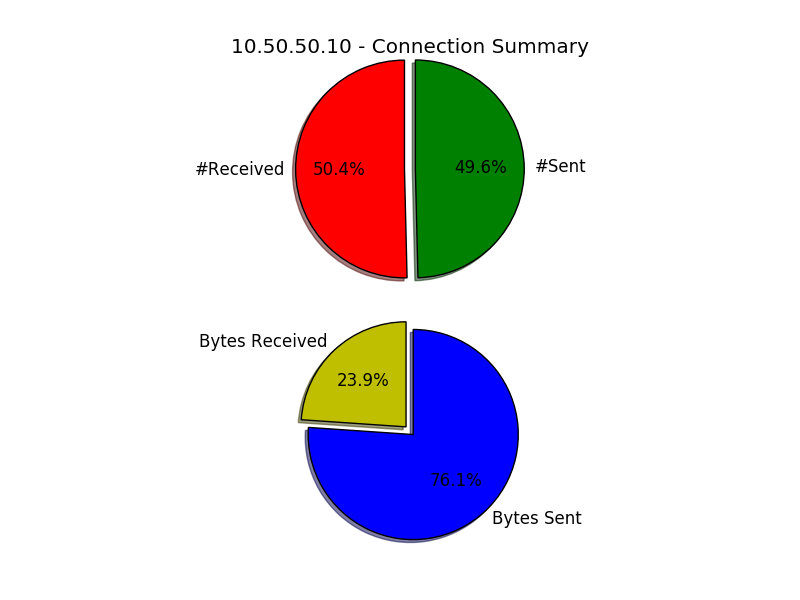 10.50.50.10 - Connection Summary
#Received
50.4%
49.6%
#Sent
Bytes Received
23.9%
76.1%
Bytes Sent